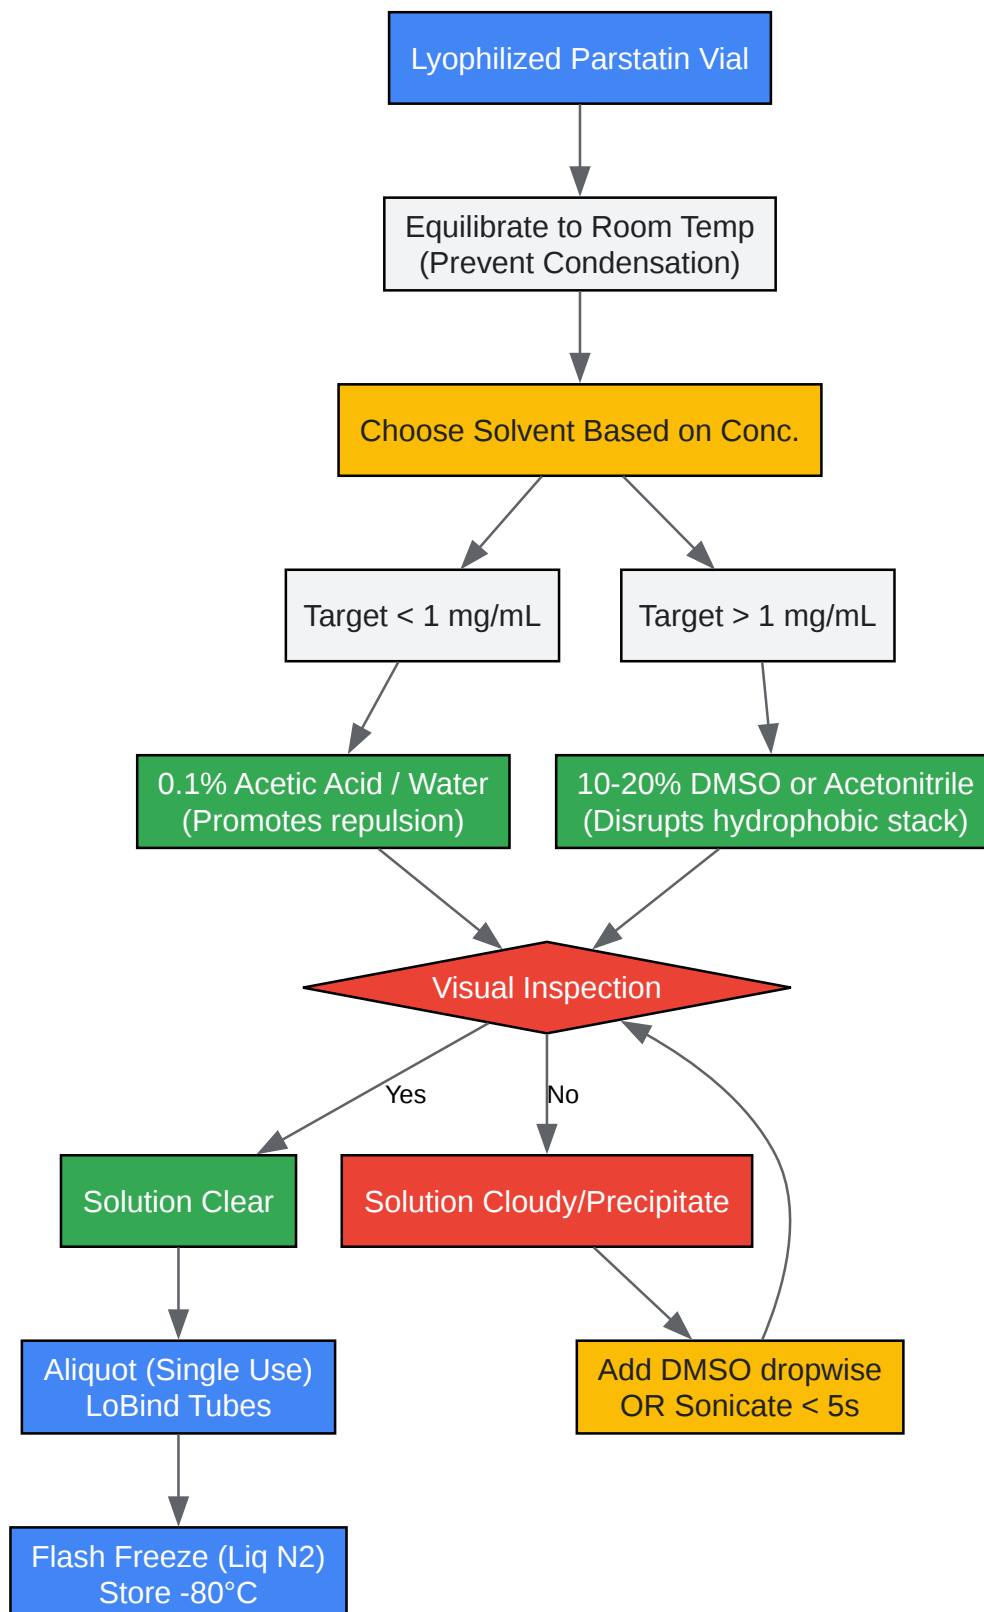 Lyophilized Parstatin Vial
Equilibrate to Room Temp
(Prevent Condensation)
Choose Solvent Based on Conc.
Target < 1 mg/mL
Target > 1 mg/mL
0.1% Acetic Acid / Water
(Promotes repulsion)
10-20% DMSO or Acetonitrile
(Disrupts hydrophobic stack)
Visual Inspection
Yes
No
Solution Clear
Solution Cloudy/Precipitate
Aliquot (Single Use)
LoBind Tubes
Add DMSO dropwise
OR Sonicate < 5s
Flash Freeze (Liq N2)
Store -80°C